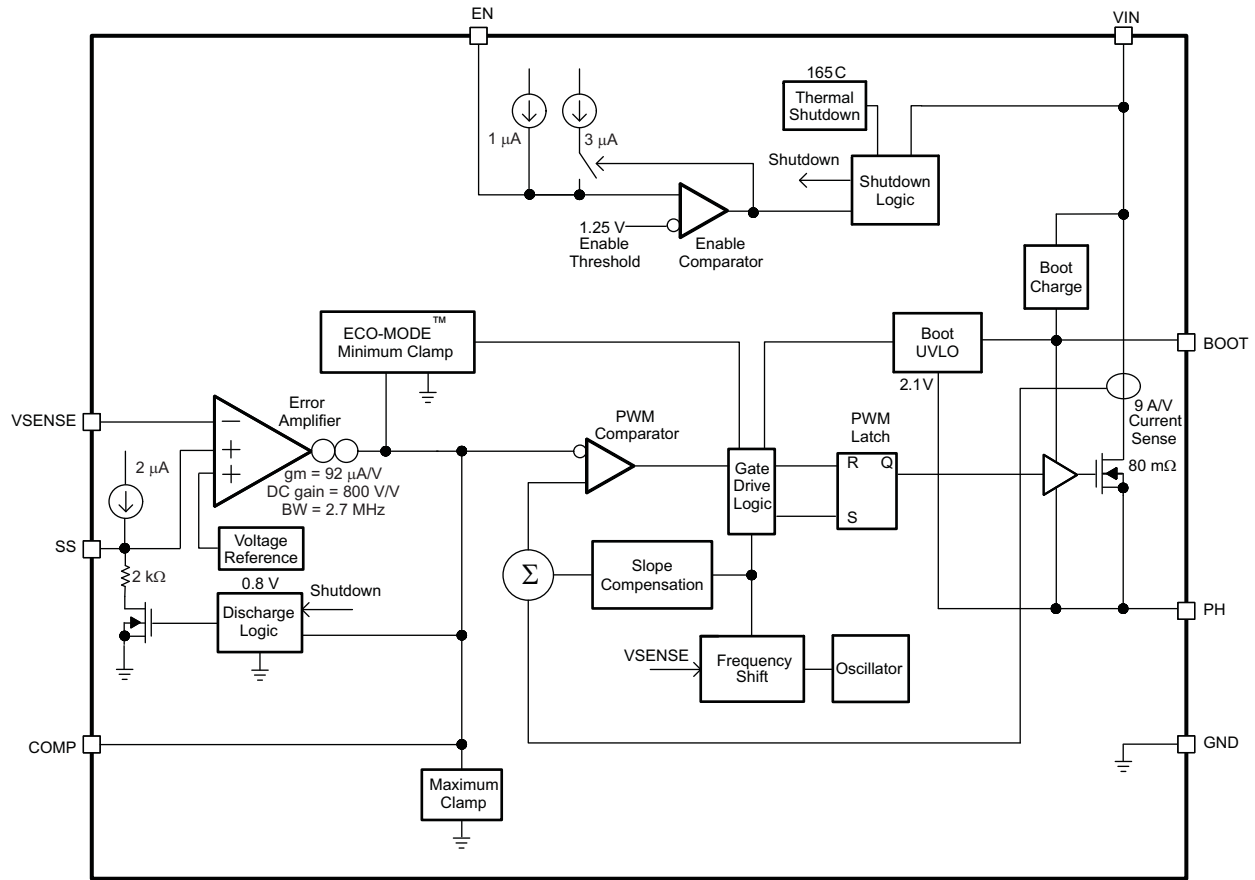 EN
VIN
165 C
Thermal
Shutdown
1 μA
3 μA
Shutdown
Shutdown
Logic
1.25 V
Enable
Threshold
Enable
Comparator
Boot
Charge
ECO-MODE™
Minimum Clamp
Boot
UVLO
BOOT
2.1 V
VSENSE
Error
Amplifier
PWM
Comparator
PWM
Latch
9 A/V
Current
Sense
−
+
+
2 μA
gm = 92 μA/V
DC gain = 800 V/V
BW = 2.7 MHz
Gate
Drive
Logic
R
Q
S
80 mΩ
SS
Voltage
Reference
2 kΩ
0.8 V
Shutdown
Discharge
Logic
Σ
Slope
Compensation
PH
VSENSE
Frequency
Shift
Oscillator
COMP
GND
Maximum
Clamp